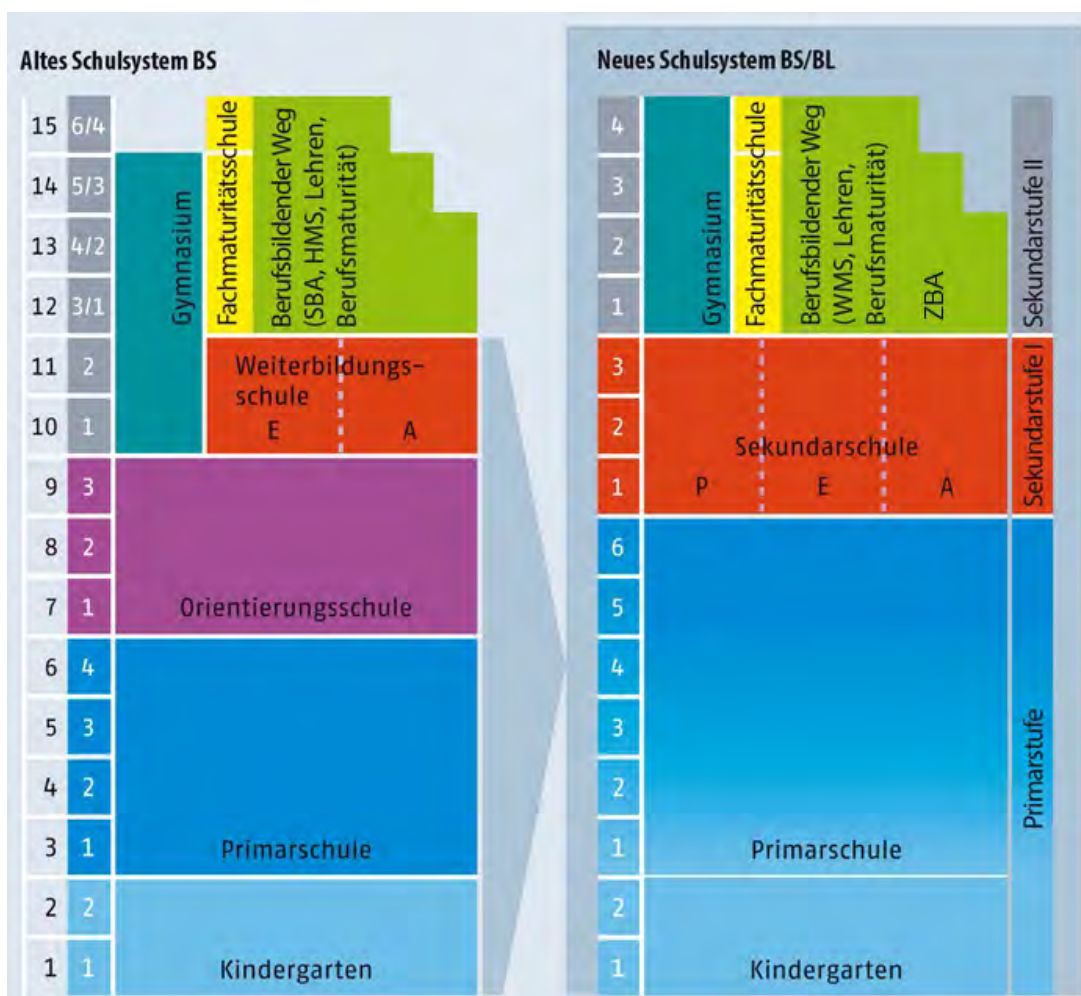 Altes Schulsystem BS
15 6/4
14 5/3
13 4/2
12 3/1
11 2
10 1
9 3
8 2
7 1
6 4
5 3
4 2
3 1
2 2
1 1
Gymnasium
Fachmaturitätsschule
Berufsbildender Weg
(SBA, HMS, Lehren,
Berufsmaturität)
Weiterbildungs-
schule
E A
Orientierungsschule
Primarschule
Kindergarten
Neues Schulsystem BS/BL
4
3
2
1
3
2
1
6
5
4
3
2
1
2
1
Gymnasium
Fachmaturitätsschule
Berufsbildender Weg
(WMS, Lehren,
Berufsmaturität)
ZBA
Sekundarschule
P E A
Primarschule
Kindergarten
Sekundarstufe II
Sekundarstufe I
Primarstufe